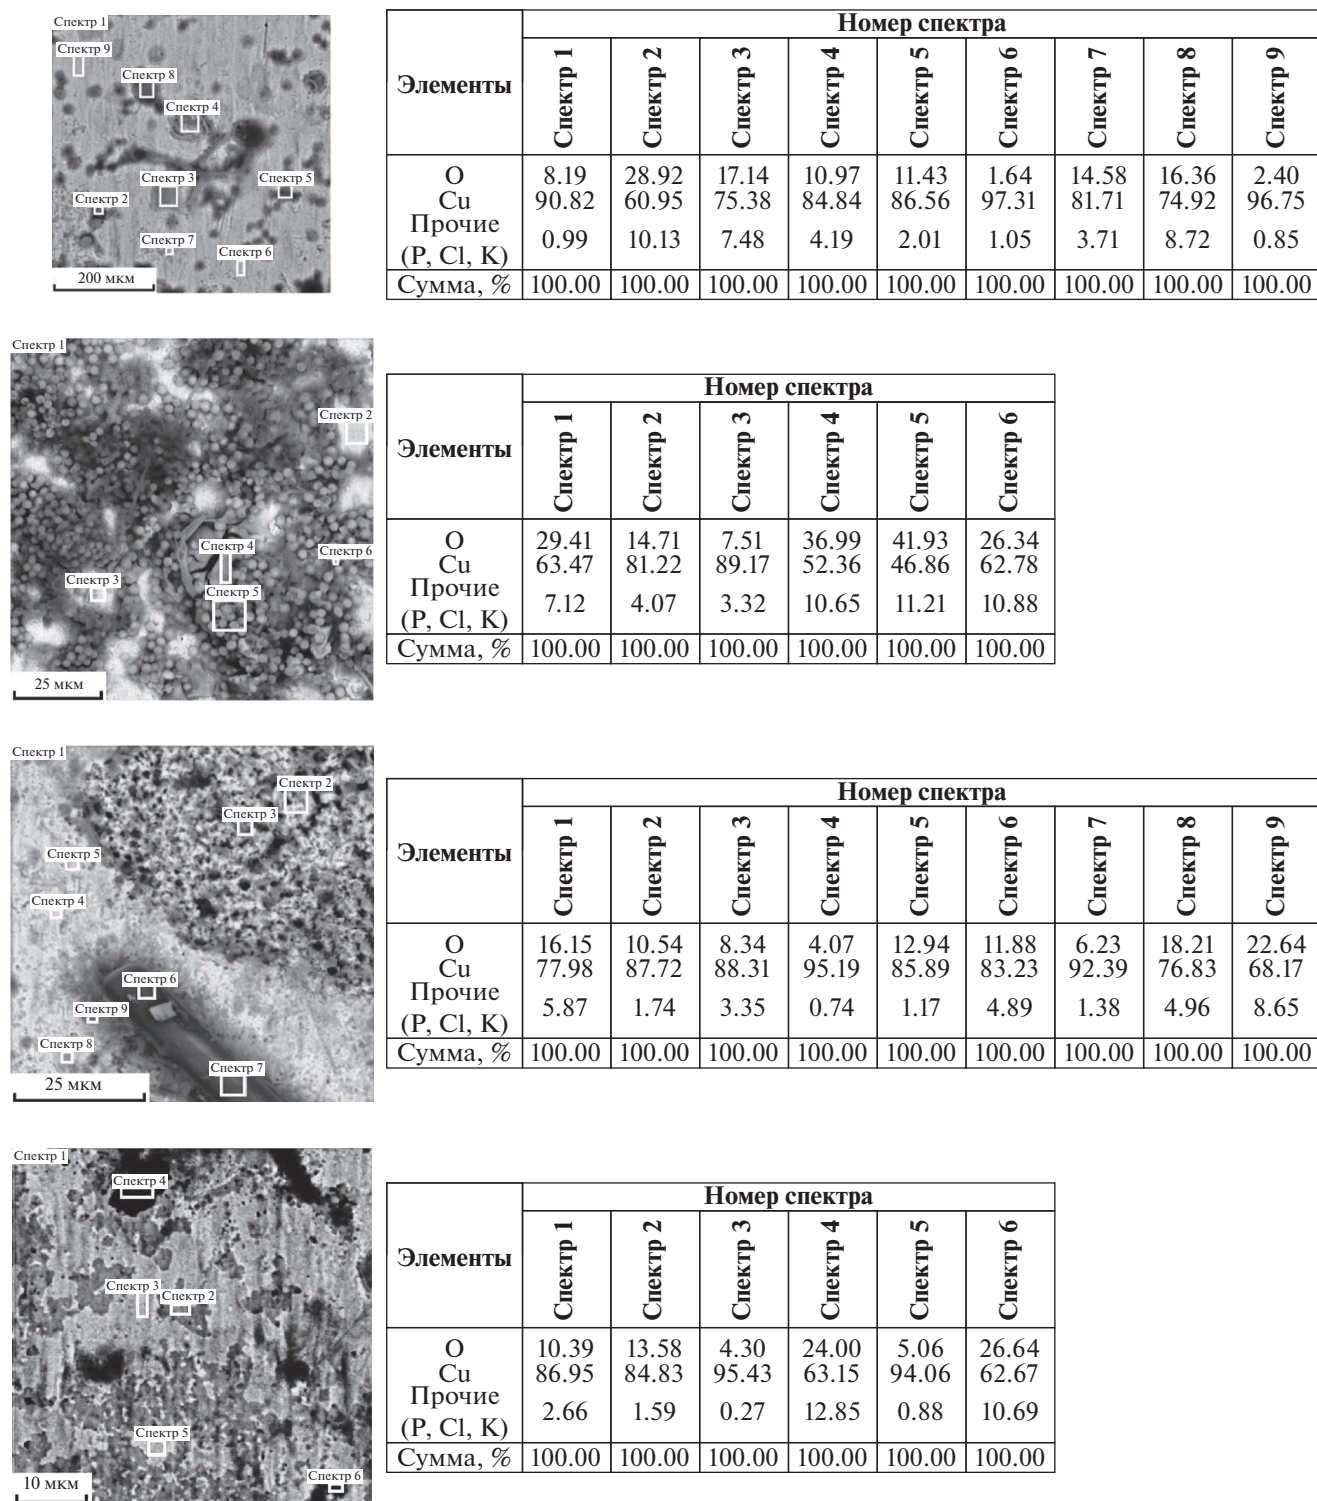 Спектр 1
Спектр 9
Спектр 8
Спектр 4
Спектр 3
Спектр 5
Спектр 2
Спектр 7
Спектр 6
200 мкм
Элементы
Номер спектра
Спектр 1 Спектр 2 Спектр 3 Спектр 4 Спектр 5 Спектр 6 Спектр 7 Спектр 8 Спектр 9
O 8.19 28.92 17.14 10.97 11.43 1.64 14.58 16.36 2.40
Cu 90.82 60.95 75.38 84.84 86.56 97.31 81.71 74.92 96.75
Прочие
(P, Cl, K) 0.99 10.13 7.48 4.19 2.01 1.05 3.71 8.72 0.85
Сумма, % 100.00 100.00 100.00 100.00 100.00 100.00 100.00 100.00 100.00
Спектр 1
Спектр 2
Спектр 4
Спектр 6
Спектр 3
Спектр 5
25 мкм
Элементы
Номер спектра
Спектр 1 Спектр 2 Спектр 3 Спектр 4 Спектр 5 Спектр 6
O 29.41 14.71 7.51 36.99 41.93 26.34
Cu 63.47 81.22 89.17 52.36 46.86 62.78
Прочие
(P, Cl, K) 7.12 4.07 3.32 10.65 11.21 10.88
Сумма, % 100.00 100.00 100.00 100.00 100.00 100.00
Спектр 1
Спектр 2
Спектр 3
Спектр 5
Спектр 4
Спектр 6
Спектр 9
Спектр 8
Спектр 7
25 мкм
Элементы
Номер спектра
Спектр 1 Спектр 2 Спектр 3 Спектр 4 Спектр 5 Спектр 6 Спектр 7 Спектр 8 Спектр 9
O 16.15 10.54 8.34 4.07 12.94 11.88 6.23 18.21 22.64
Cu 77.98 87.72 88.31 95.19 85.89 83.23 92.39 76.83 68.17
Прочие
(P, Cl, K) 5.87 1.74 3.35 0.74 1.17 4.89 1.38 4.96 8.65
Сумма, % 100.00 100.00 100.00 100.00 100.00 100.00 100.00 100.00 100.00
Спектр 1
Спектр 4
Спектр 3
Спектр 2
Спектр 5
Спектр 6
10 мкм
Элементы
Номер спектра
Спектр 1 Спектр 2 Спектр 3 Спектр 4 Спектр 5 Спектр 6
O 10.39 13.58 4.30 24.00 5.06 26.64
Cu 86.95 84.83 95.43 63.15 94.06 62.67
Прочие
(P, Cl, K) 2.66 1.59 0.27 12.85 0.88 10.69
Сумма, % 100.00 100.00 100.00 100.00 100.00 100.00